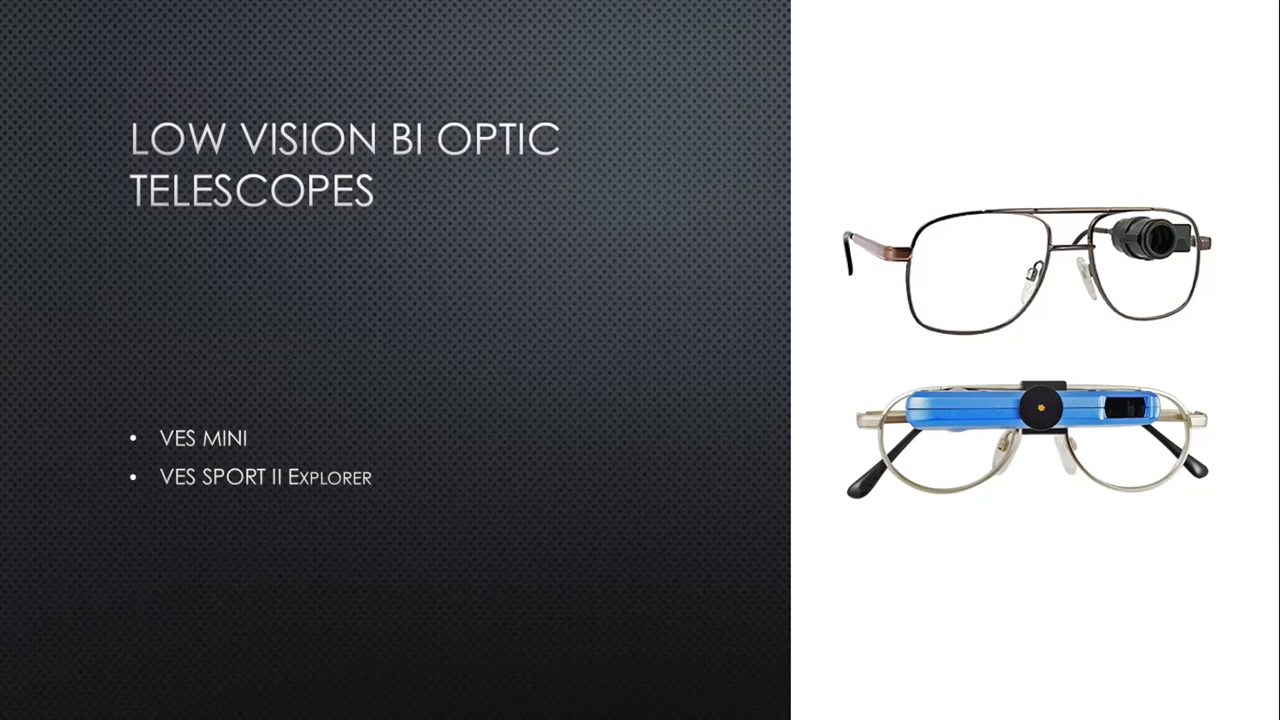 LOW VISION BI OPTIC
TELESCOPES
• VES MINI
• VES SPORT II EXPLORER